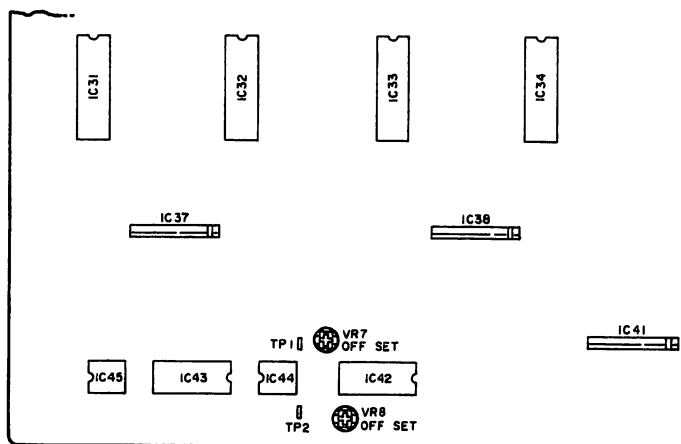 IC31
IC32
IC33
IC34
IC37
IC38
IC41
TP1
VR7
OFF SET
IC45
IC43
IC44
IC42
TP2
VR8
OFF SET